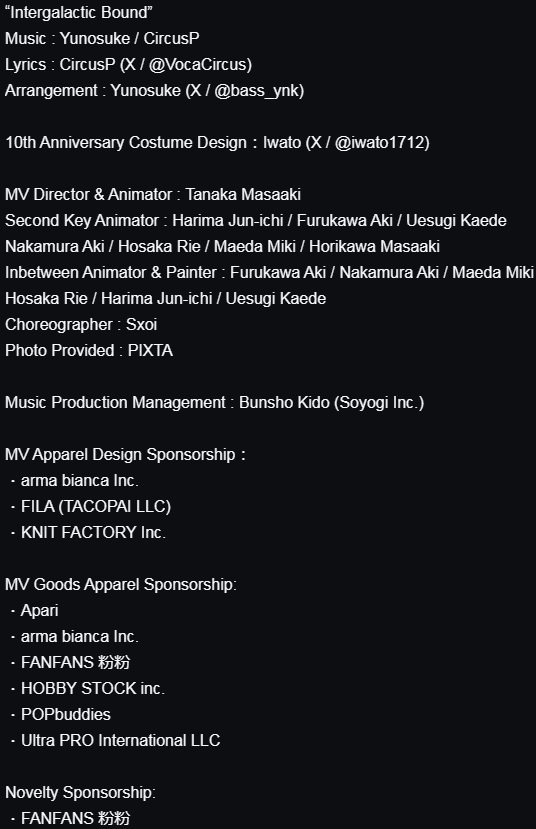 “Intergalactic Bound”
Music : Yunosuke / CircusP
Lyrics : CircusP (X / @VocaCircus)
Arrangement : Yunosuke (X / @bass_ynk)
10th Anniversary Costume Design：Iwato (X / @iwato1712)
MV Director & Animator : Tanaka Masaaki
Second Key Animator : Harima Jun-ichi / Furukawa Aki / Uesugi Kaede
Nakamura Aki / Hosaka Rie / Maeda Miki / Horikawa Masaaki
Inbetween Animator & Painter : Furukawa Aki / Nakamura Aki / Maeda Miki
Hosaka Rie / Harima Jun-ichi / Uesugi Kaede
Choreographer : Sxoi
Photo Provided : PIXTA
Music Production Management : Bunsho Kido (Soyogi Inc.)
MV Apparel Design Sponsorship：
・arma bianca Inc.
・FILA (TACOPAI LLC)
・KNIT FACTORY Inc.
MV Goods Apparel Sponsorship:
・Apari
・arma bianca Inc.
・FANFANS 粉粉
・HOBBY STOCK inc.
・POPbuddies
・Ultra PRO International LLC
Novelty Sponsorship:
・FANFANS 粉粉